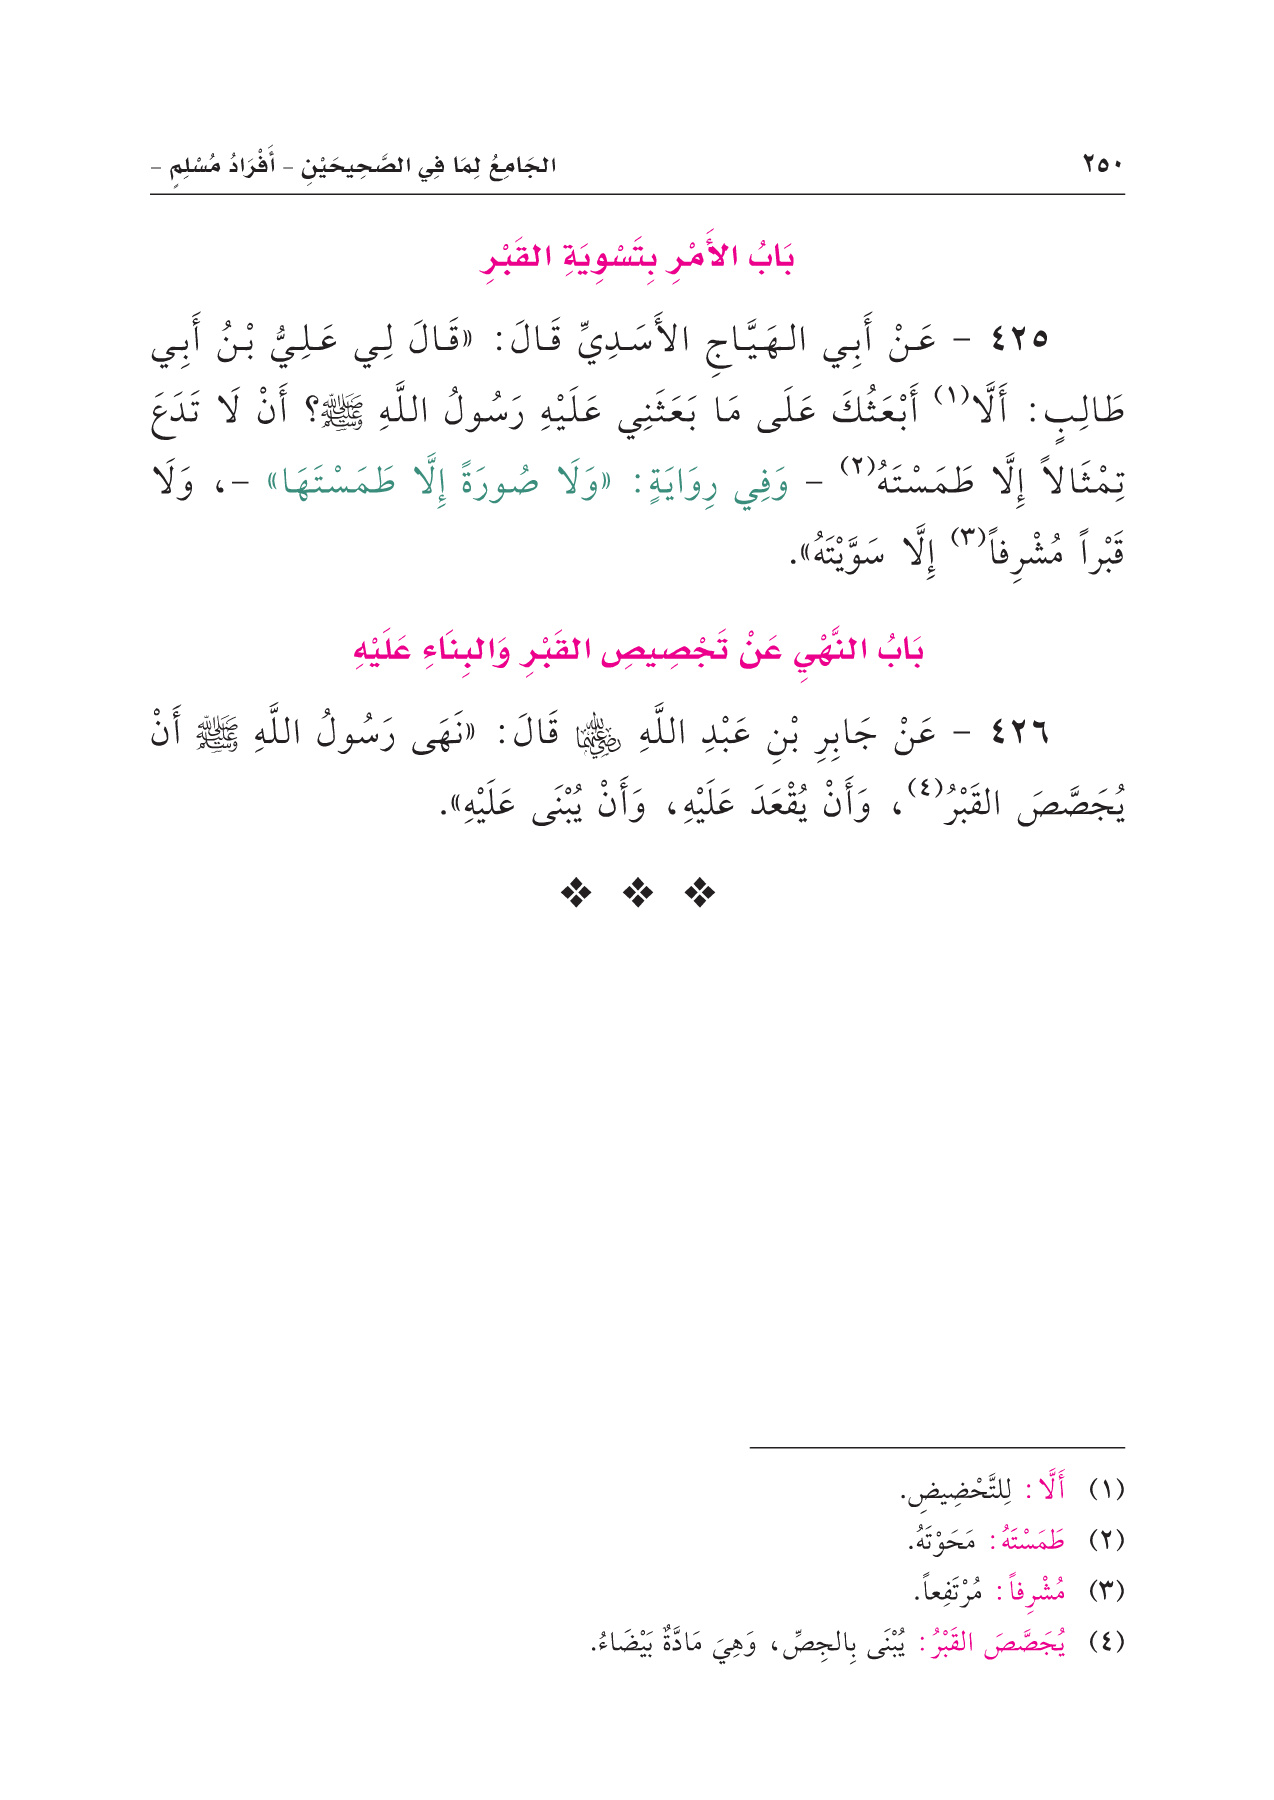 ٢٥٠
الجَامِعُ لِمَا فِي الصَّحِيحَيْنِ - أَفْرَادُ مُسْلِمٍ -
بَابُ الأَمْرِ بِتَسْوِيَةِ القَبْرِ
٤٢٥ - عَنْ أَبِي الهَيَّاجِ الأَسَدِيِّ قَالَ: «قَالَ لِي عَلِيُّ بْنُ أَبِي
طَالِبٍ: أَلَّا(١) أَبْعَثُكَ عَلَى مَا بَعَثَنِي عَلَيْهِ رَسُولُ اللَّهِ ﷺ؟ أَنْ لَا تَدَعَ
تِمْثَالاً إِلَّا طَمَسْتَهُ(٢) - وَفِي رِوَايَةٍ: «وَلَا صُورَةً إِلَّا طَمَسْتَهَا» -، وَلَا
قَبْراً مُشْرِفاً(٣) إِلَّا سَوَّيْتَهُ».
بَابُ النَّهْيِ عَنْ تَجْصِيصِ القَبْرِ وَالبِنَاءِ عَلَيْهِ
٤٢٦ - عَنْ جَابِرِ بْنِ عَبْدِ اللَّهِ رضي الله عنهما قَالَ: «نَهَى رَسُولُ اللَّهِ ﷺ أَنْ
يُجَصَّصَ القَبْرُ(٤)، وَأَنْ يُقْعَدَ عَلَيْهِ، وَأَنْ يُبْنَى عَلَيْهِ».
❖ ❖ ❖
(١) أَلَّا: لِلتَّحْضِيضِ.
(٢) طَمَسْتَهُ: مَحَوْتَهُ.
(٣) مُشْرِفاً: مُرْتَفِعاً.
(٤) يُجَصَّصَ القَبْرُ: يُبْنَى بِالجِصِّ، وَهِيَ مَادَّةٌ بَيْضَاءُ.